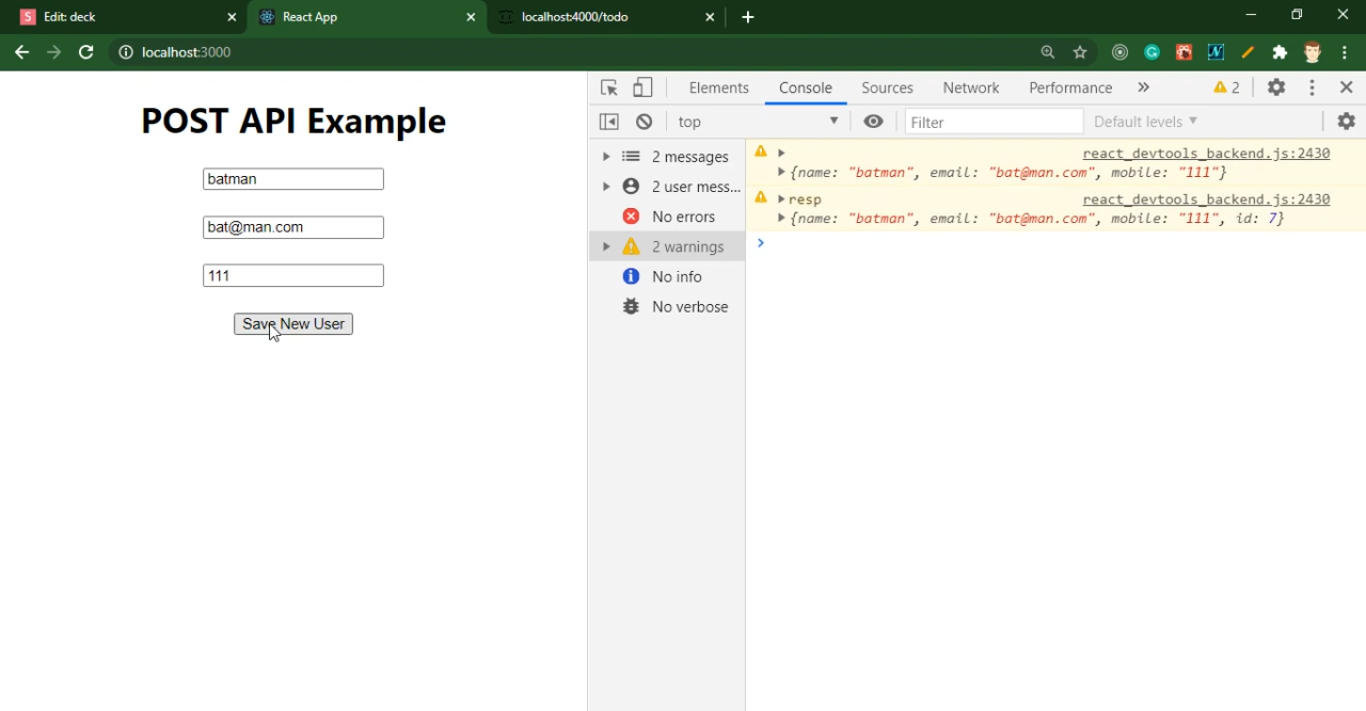 Edit: deck
React App
localhost:4000/todo
localhost:3000
POST API Example
batman
bat@man.com
111
Save New User
Elements Console Sources Network Performance » 2
top Filter Default levels
2 messages
2 user mess...
No errors
2 warnings
No info
No verbose
react_devtools_backend.js:2430
{name: "batman", email: "bat@man.com", mobile: "111"}
resp react_devtools_backend.js:2430
{name: "batman", email: "bat@man.com", mobile: "111", id: 7}
>